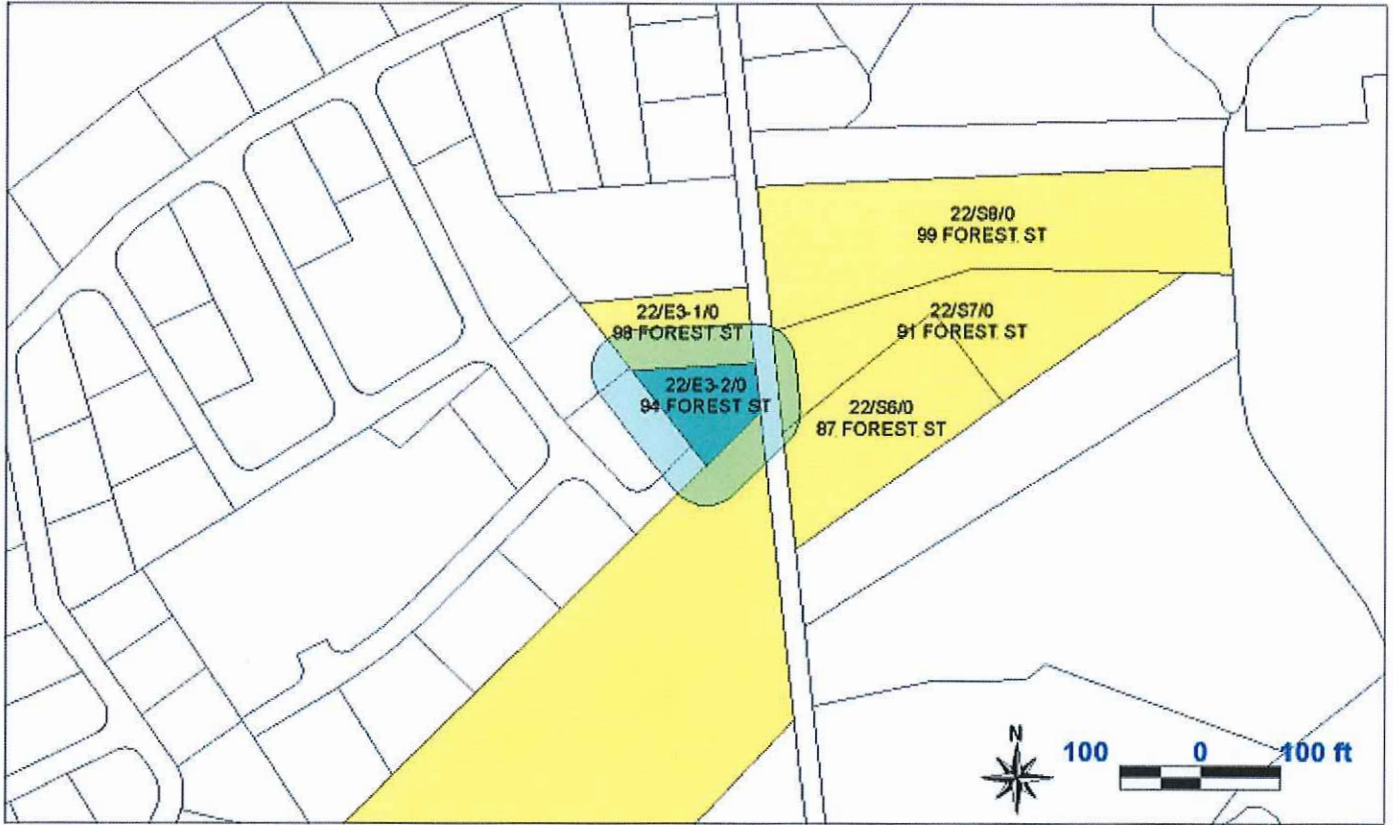 22/S8/0
99 FOREST ST
22/E3-1/0
98 FOREST ST
22/S7/0
91 FOREST ST
22/E3-2/0
94 FOREST ST
22/S6/0
87 FOREST ST
N
100 0 100 ft